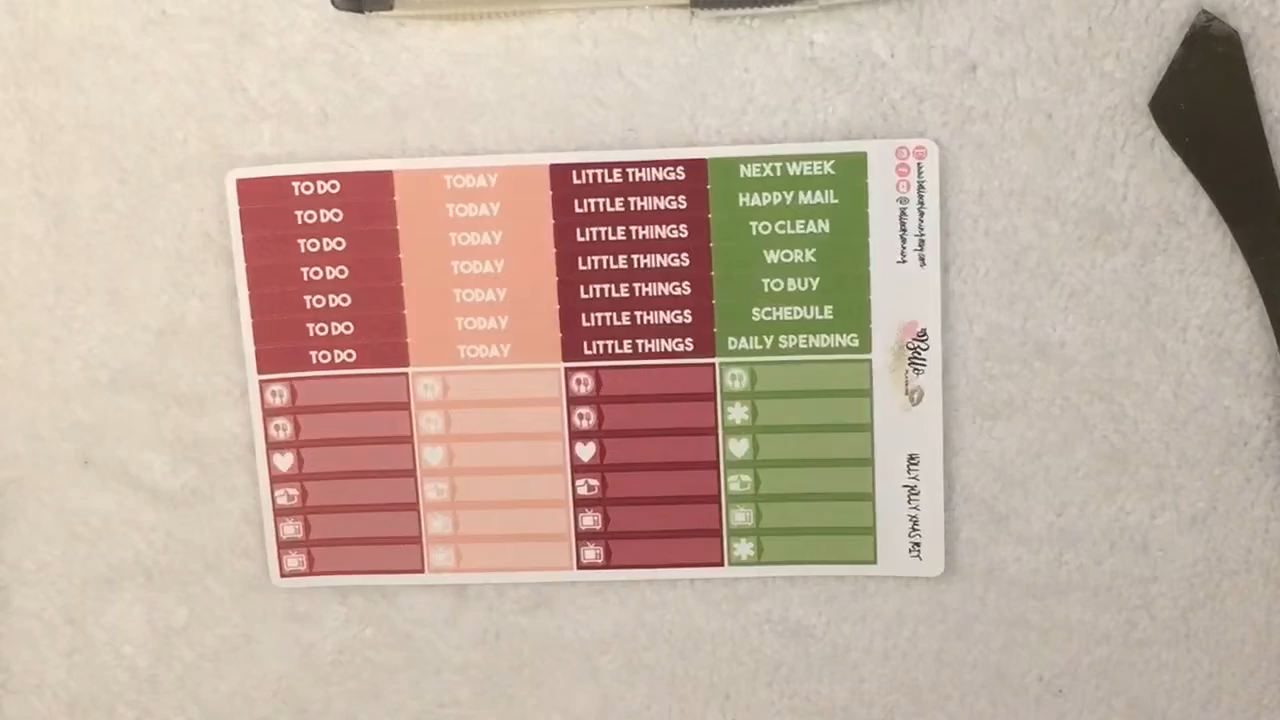 TO DO
TO DO
TO DO
TO DO
TO DO
TO DO
TO DO
TODAY
TODAY
TODAY
TODAY
TODAY
TODAY
TODAY
LITTLE THINGS
LITTLE THINGS
LITTLE THINGS
LITTLE THINGS
LITTLE THINGS
LITTLE THINGS
LITTLE THINGS
NEXT WEEK
HAPPY MAIL
TO CLEAN
WORK
TO BUY
SCHEDULE
DAILY SPENDING
Bello
HOLLY JOLLY XMAS KIT